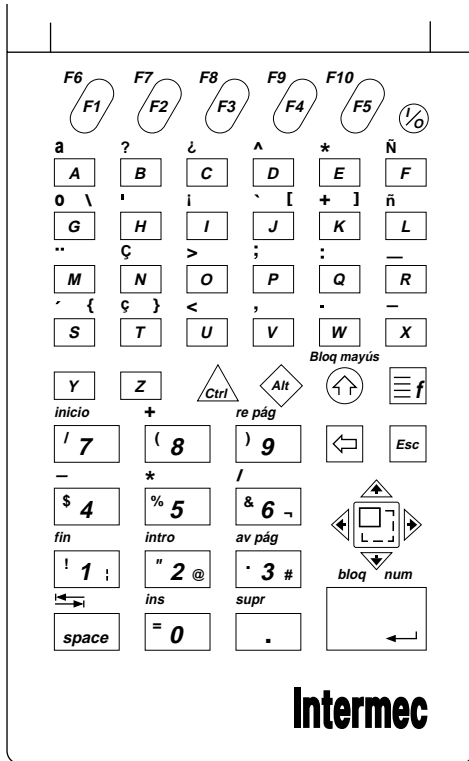 F6 F7 F8 F9 F10
F1 F2 F3 F4 F5 I/O
a ? ¿ ^ * Ñ
A B C D E F
o \ ' ¡ ` [ + ] ñ
G H I J K L
¨ Ç > ; : _
M N O P Q R
´ { ç } < , . –
S T U V W X
Bloq mayús
Y Z Ctrl Alt f
inicio + re pág
/ 7 ( 8 ) 9 Esc
– * /
$ 4 % 5 & 6 ¬
fin intro av pág
! 1 ¦ " 2 @ · 3 #
bloq num
ins supr
space = 0 .
Intermec